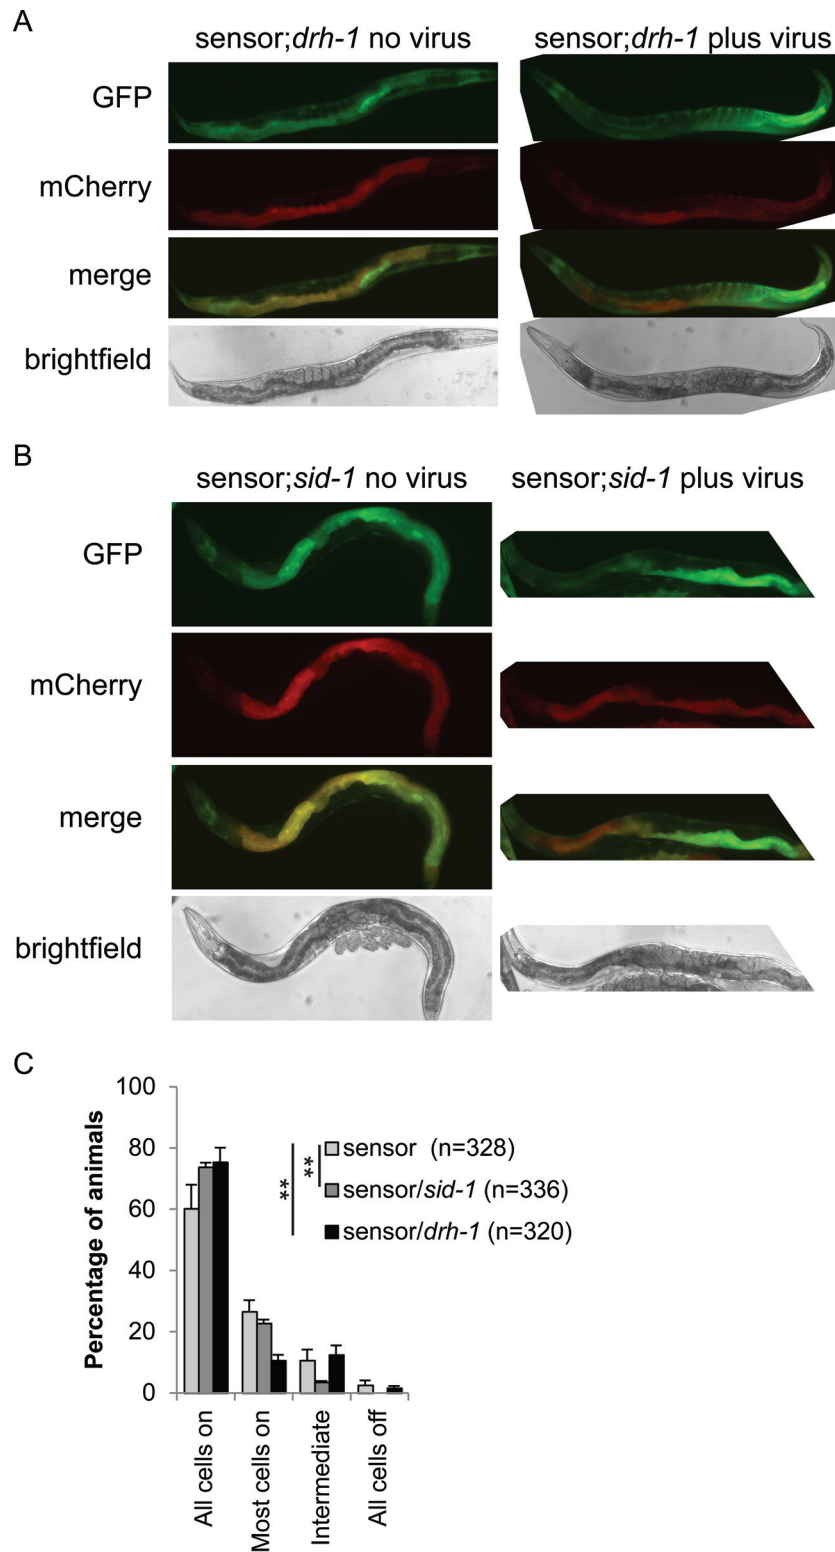 A
sensor;drh-1 no virus
sensor;drh-1 plus virus
GFP
mCherry
merge
brightfield
B
sensor;sid-1 no virus
sensor;sid-1 plus virus
GFP
mCherry
merge
brightfield
C
Percentage of animals
100
80
60
40
20
0
**
**
sensor (n=328)
sensor/sid-1 (n=336)
sensor/drh-1 (n=320)
All cells on
Most cells on
Intermediate
All cells off